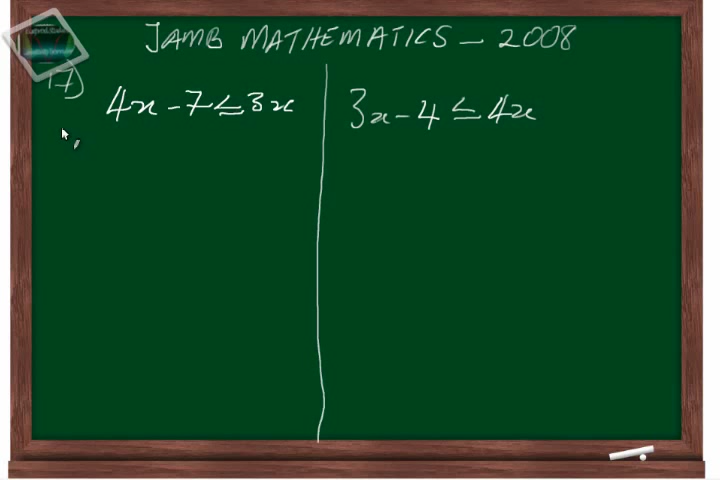 JAMB MATHEMATICS - 2008
17)
4x - 7 ≤ 3x
3x - 4 ≤ 4x